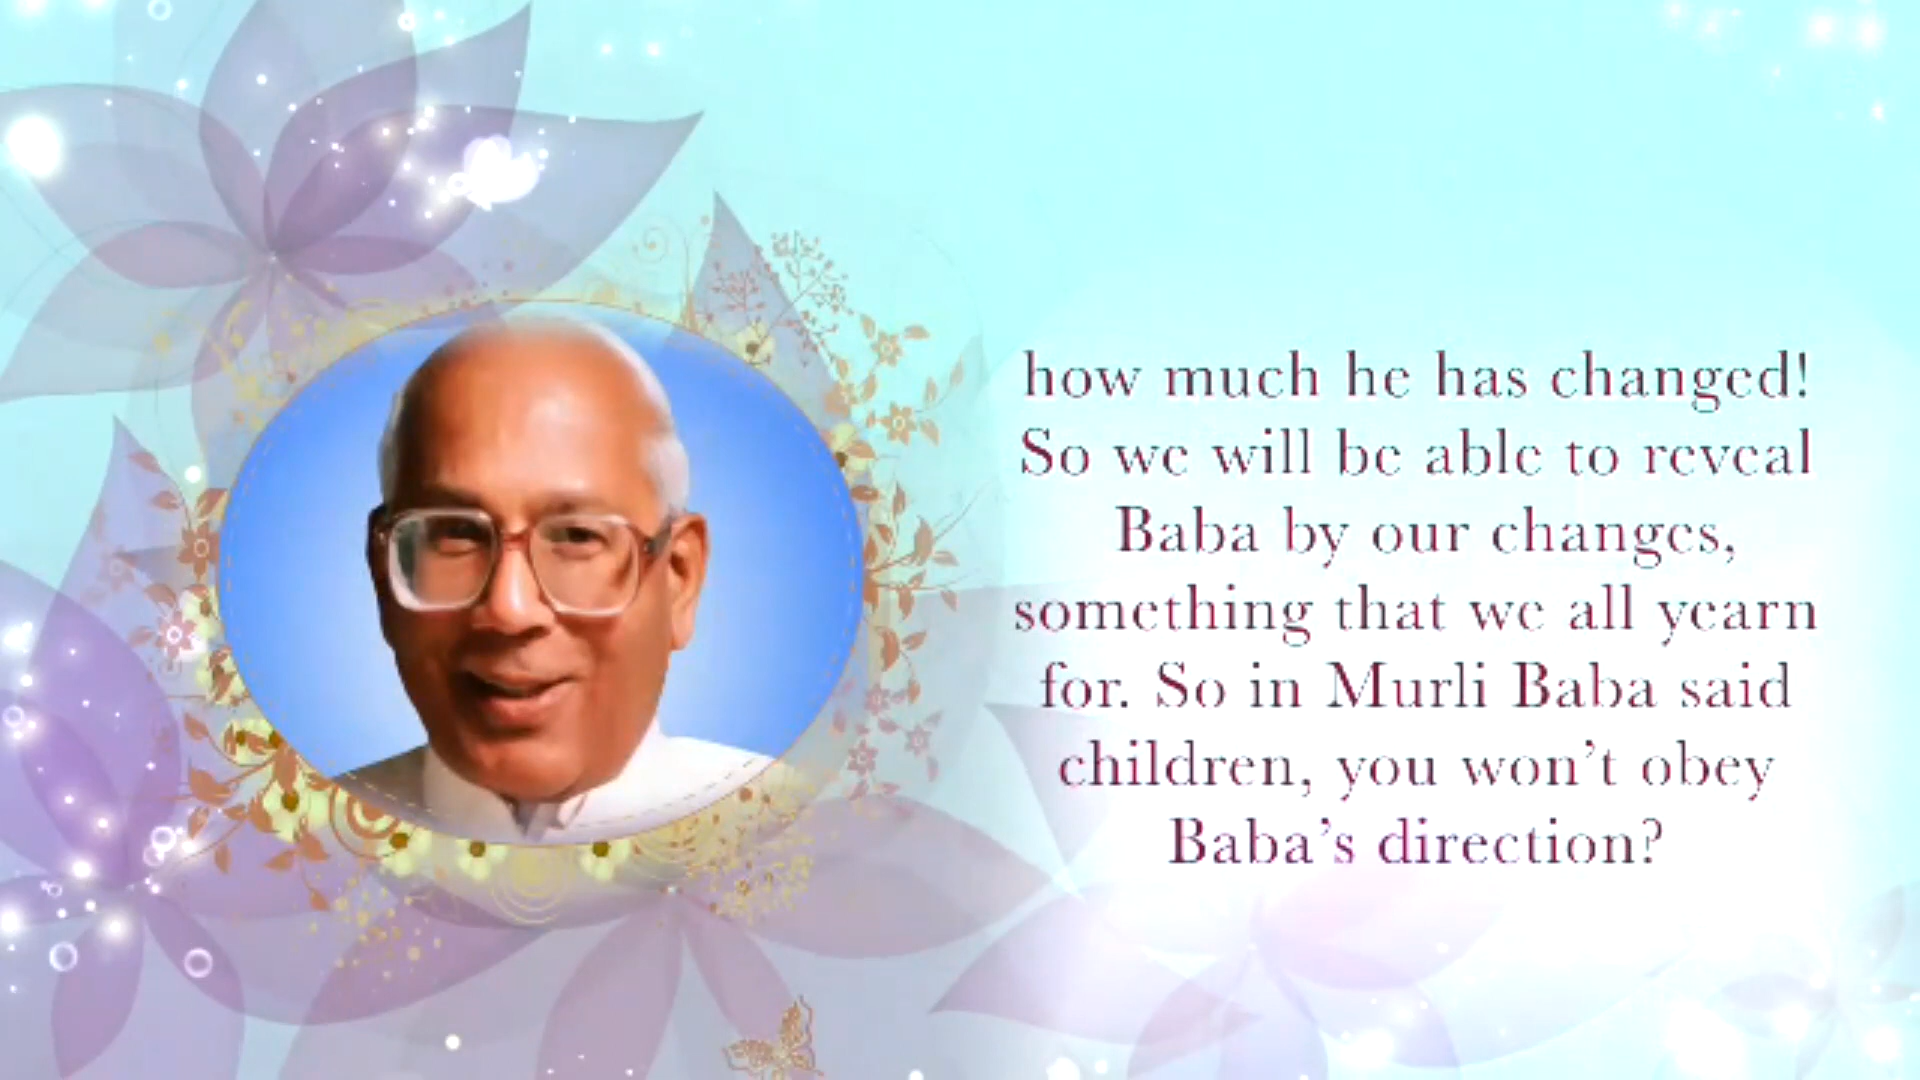 how much he has changed!
So we will be able to reveal
Baba by our changes,
something that we all yearn
for. So in Murli Baba said
children, you won't obey
Baba's direction?